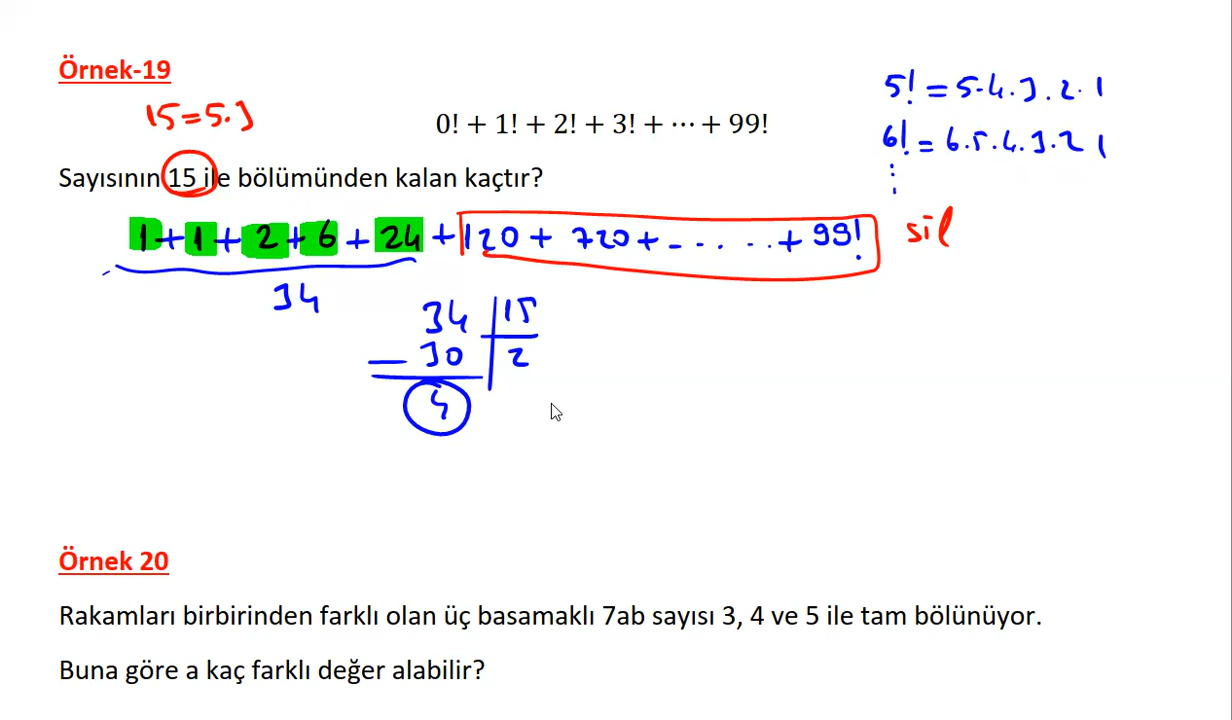 Örnek-19
15=5.3
0! + 1! + 2! + 3! + ⋯ + 99!
5! = 5.4.3.2.1
6! = 6.5.4.3.2 1
⋮
Sayısının 15 ile bölümünden kalan kaçtır?
1+1+2+6+24+120+720+......+99! sil
34
34 | 15
— 30 | 2
4
Örnek 20
Rakamları birbirinden farklı olan üç basamaklı 7ab sayısı 3, 4 ve 5 ile tam bölünüyor.
Buna göre a kaç farklı değer alabilir?